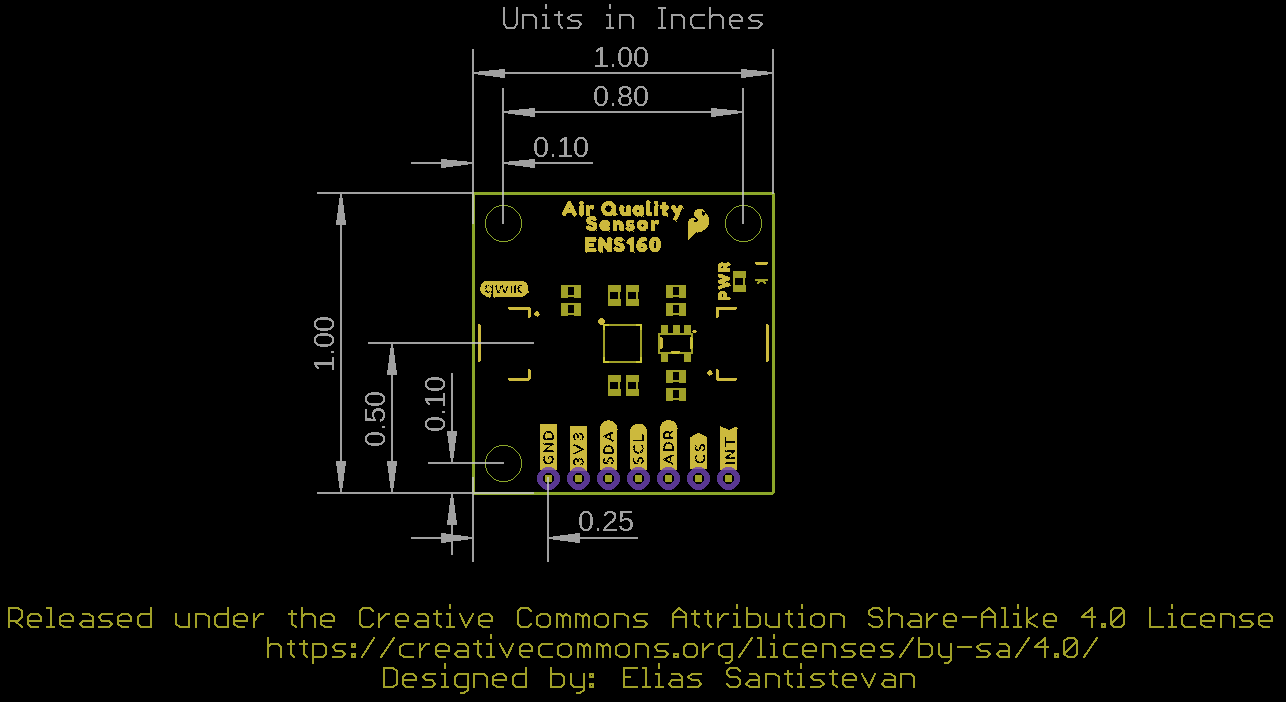 Units in Inches
1.00
0.80
0.10
Air Quality
Sensor
ENS160
PWR
qwiic
1.00
0.50
0.10
GND
3V3
SDA
SCL
ADR
CS
INT
0.25
Released under the Creative Commons Attribution Share-Alike 4.0 License
https://creativecommons.org/licenses/by-sa/4.0/
Designed by: Elias Santistevan